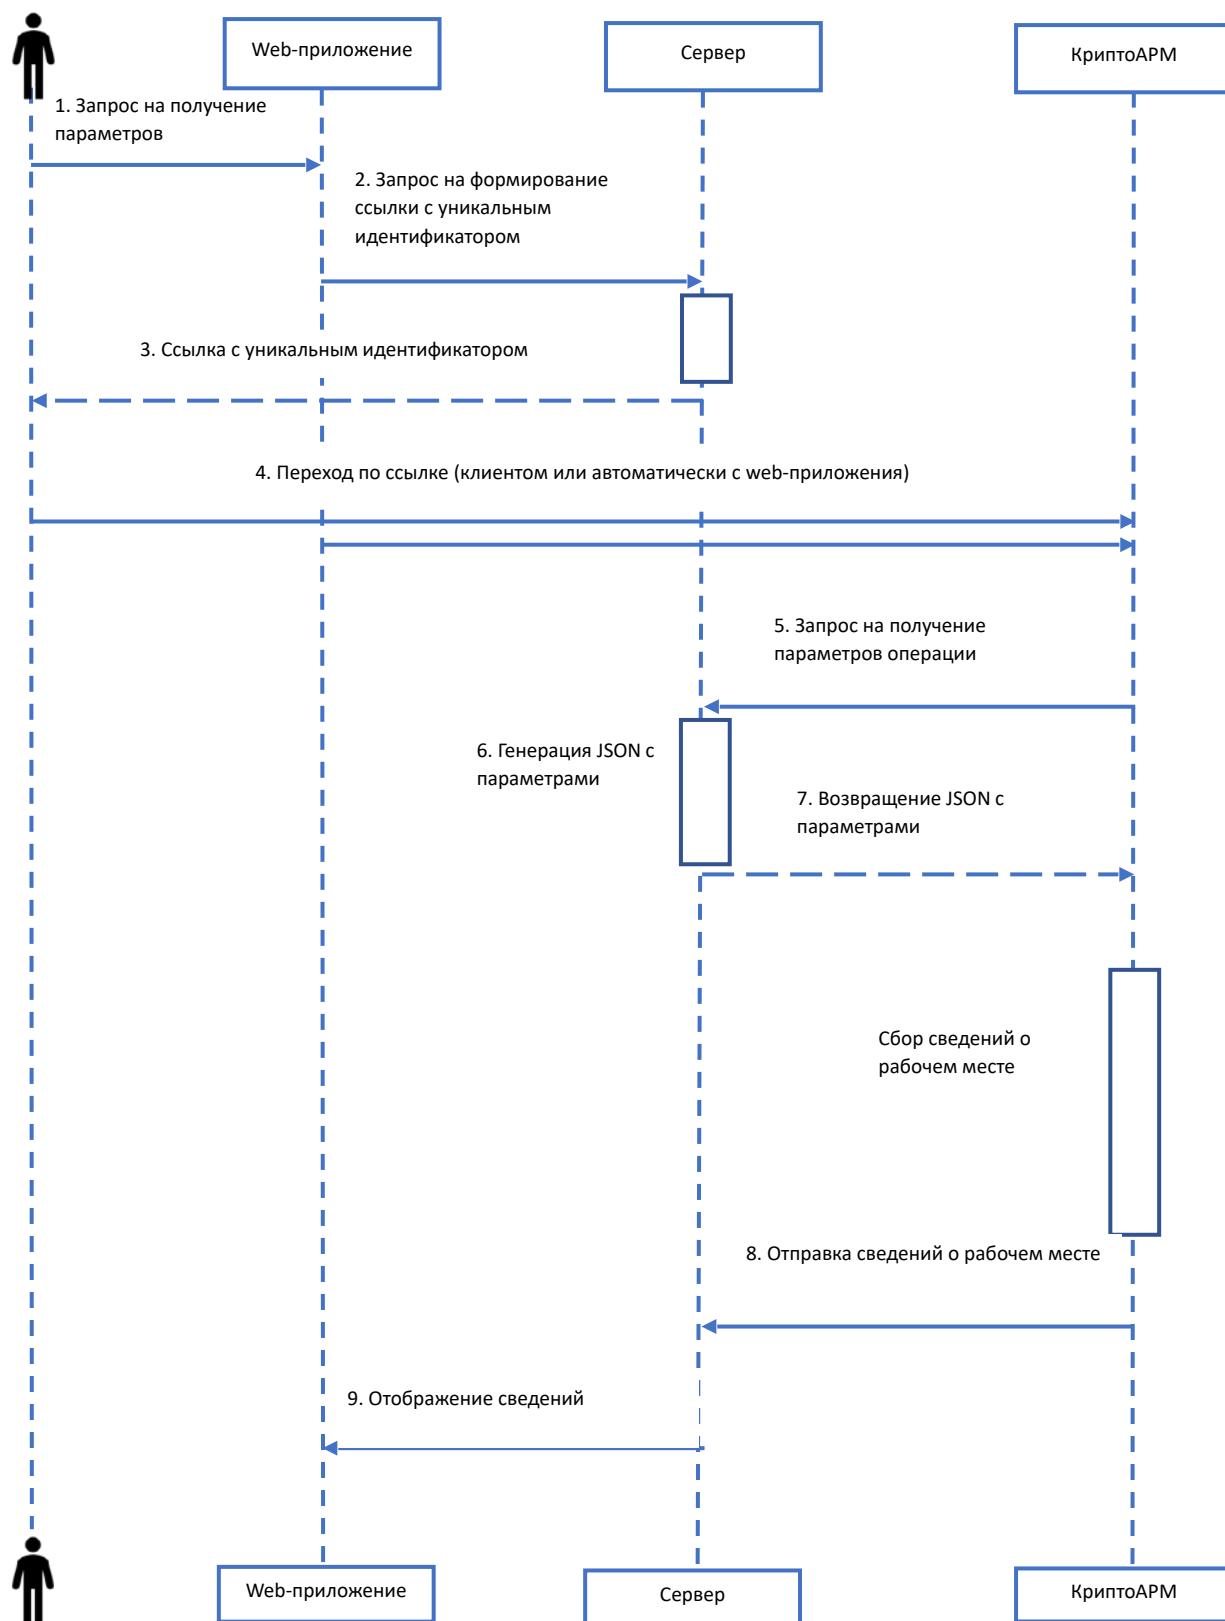 Web-приложение
Сервер
КриптоАРМ
1. Запрос на получение
параметров
2. Запрос на формирование
ссылки с уникальным
идентификатором
3. Ссылка с уникальным идентификатором
4. Переход по ссылке (клиентом или автоматически с web-приложения)
5. Запрос на получение
параметров операции
6. Генерация JSON с
параметрами
7. Возвращение JSON с
параметрами
Сбор сведений о
рабочем месте
8. Отправка сведений о рабочем месте
9. Отображение сведений
Web-приложение
Сервер
КриптоАРМ